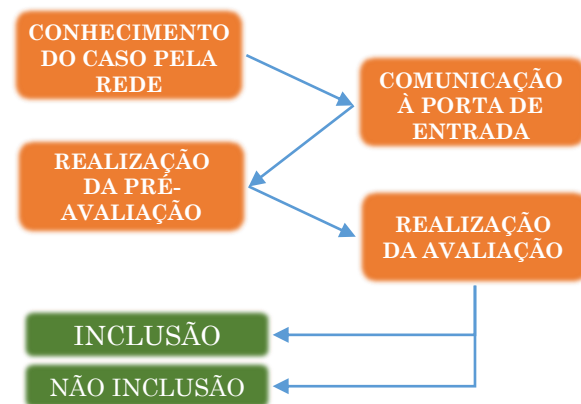 CONHECIMENTO
DO CASO PELA
REDE
COMUNICAÇÃO
À PORTA DE
ENTRADA
REALIZAÇÃO
DA PRÉ-
AVALIAÇÃO
REALIZAÇÃO
DA AVALIAÇÃO
INCLUSÃO
NÃO INCLUSÃO